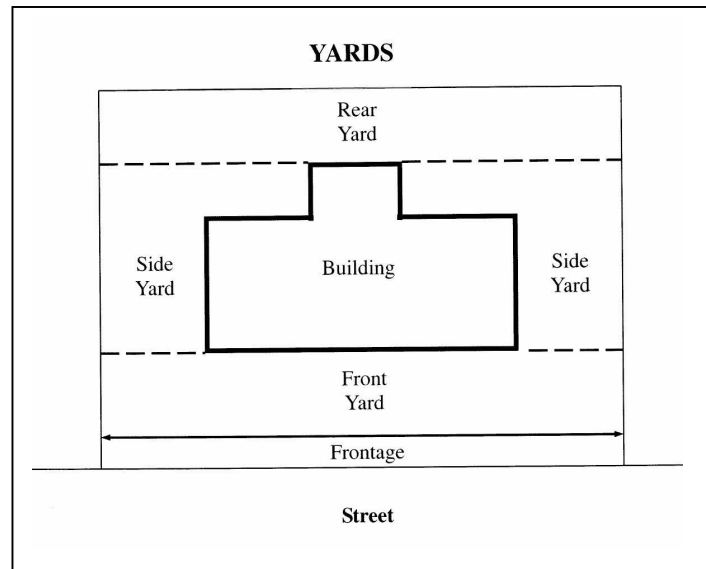 YARDS
Rear
Yard
Side
Yard
Building
Side
Yard
Front
Yard
Frontage
Street